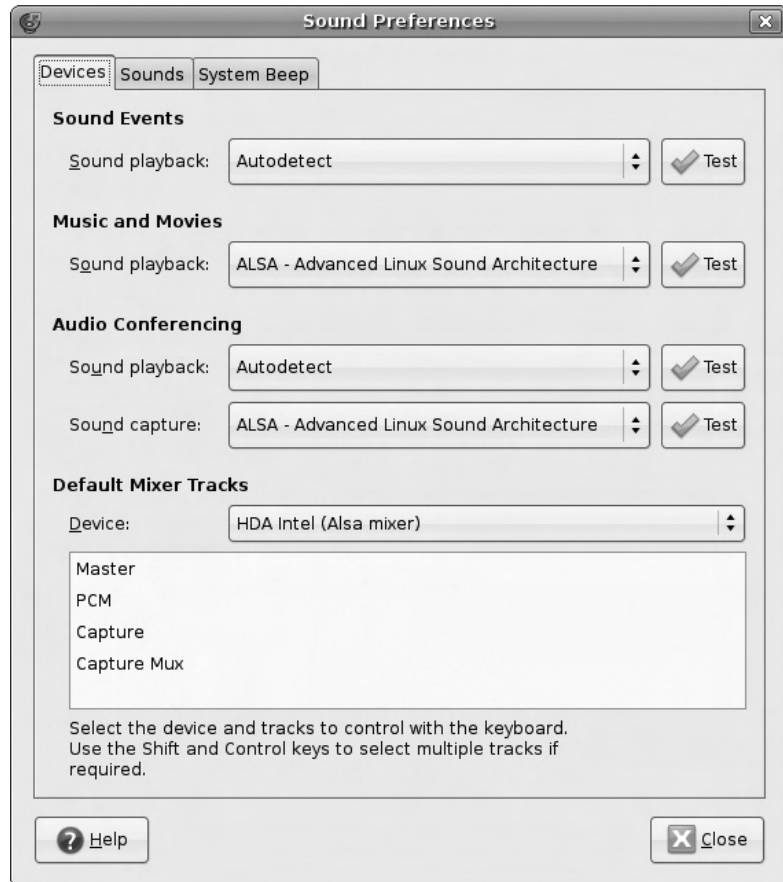 Sound Preferences
Devices Sounds System Beep
Sound Events
Sound playback: Autodetect Test
Music and Movies
Sound playback: ALSA - Advanced Linux Sound Architecture Test
Audio Conferencing
Sound playback: Autodetect Test
Sound capture: ALSA - Advanced Linux Sound Architecture Test
Default Mixer Tracks
Device: HDA Intel (Alsa mixer)
Master
PCM
Capture
Capture Mux
Select the device and tracks to control with the keyboard.
Use the Shift and Control keys to select multiple tracks if
required.
Help Close